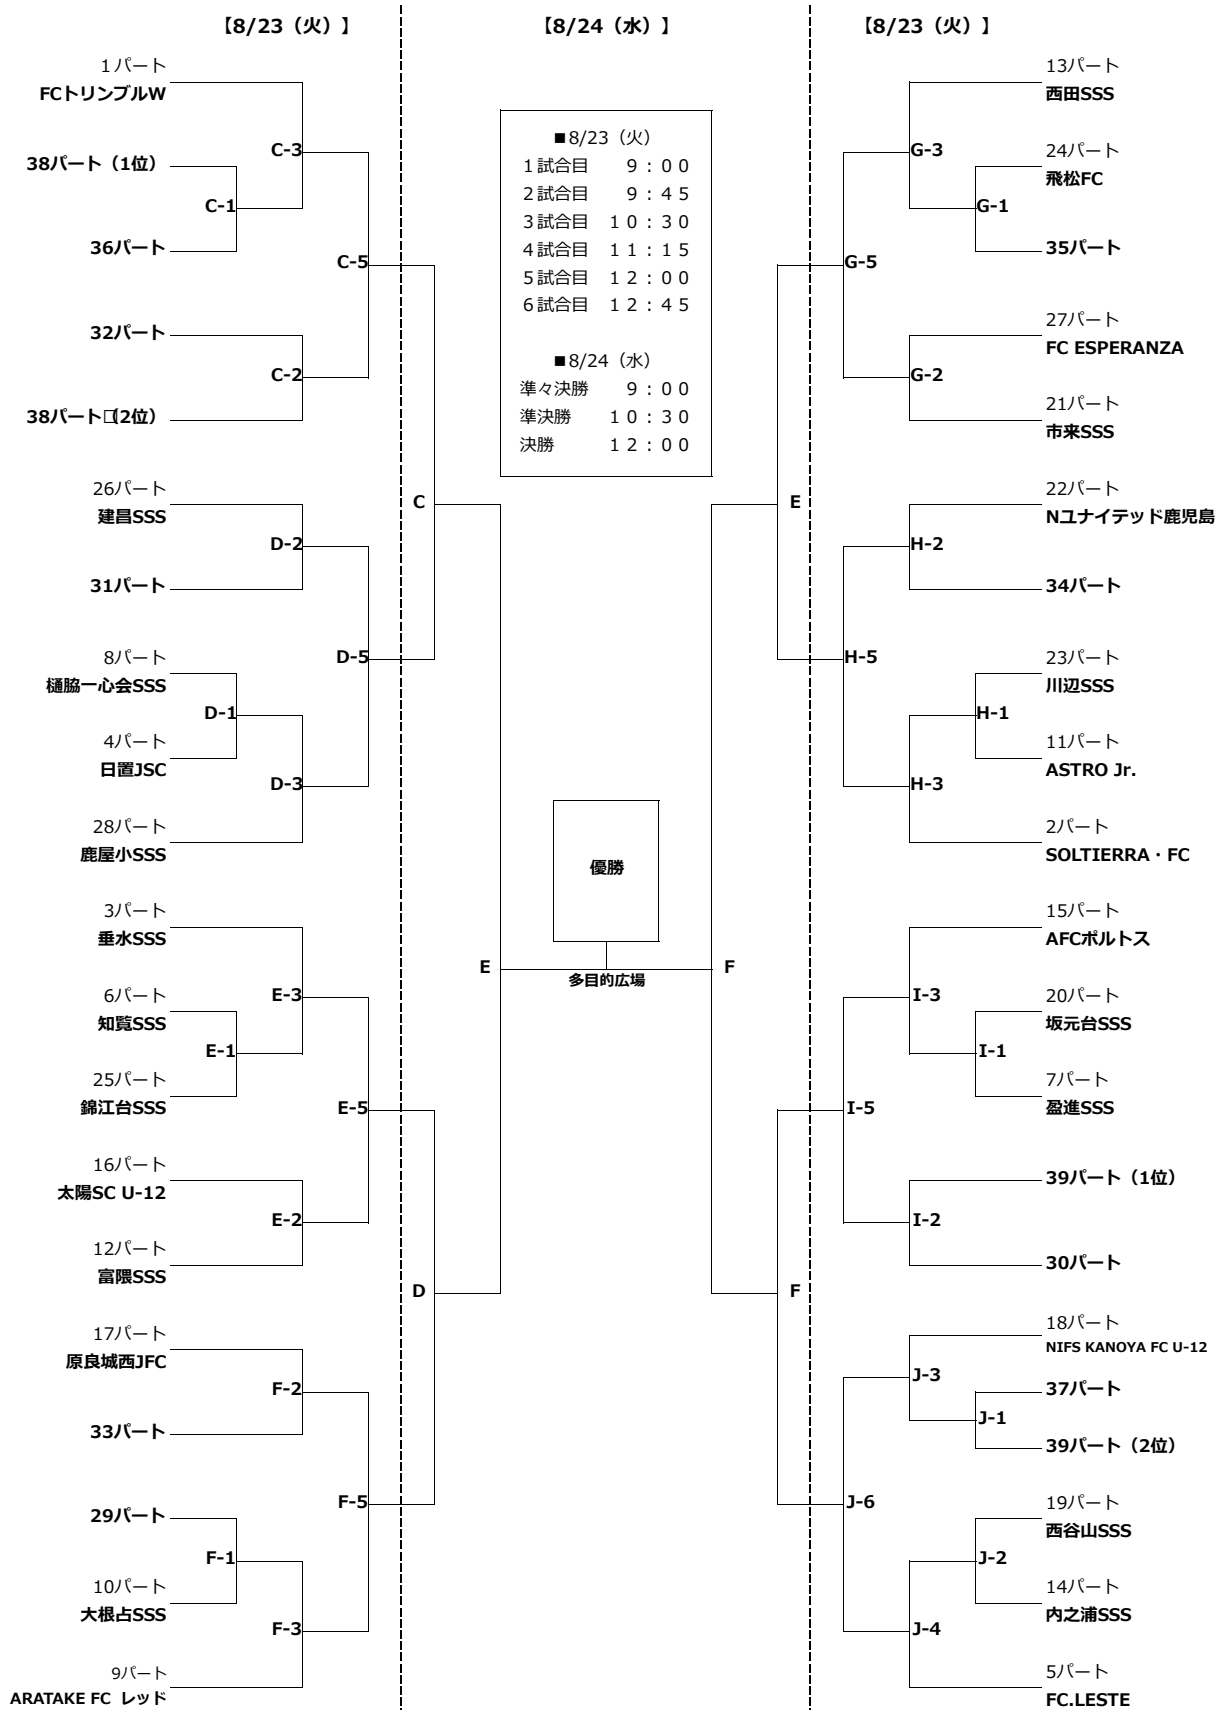 【8/23（火）】
【8/24（水）】
【8/23（火）】
1パート
FCトリンブルW
C-3
38パート（1位）
C-1
36パート
C-5
32パート
C-2
38パート□（2位）
26パート
建昌SSS
D-2
31パート
8パート
樋脇一心会SSS
D-5
D-1
4パート
日置JSC
D-3
28パート
鹿屋小SSS
3パート
垂水SSS
6パート
知覧SSS
E-3
E-1
25パート
錦江台SSS
E-5
16パート
太陽SC U-12
E-2
12パート
富隈SSS
17パート
原良城西JFC
F-2
33パート
29パート
F-5
F-1
10パート
大根占SSS
F-3
9パート
ARATAKE FC レッド
■8/23（火）
1試合目 9：00
2試合目 9：45
3試合目 10：30
4試合目 11：15
5試合目 12：00
6試合目 12：45
■8/24（水）
準々決勝 9：00
準決勝 10：30
決勝 12：00
C
E
優勝
E
多目的広場
F
D
F
13パート
西田SSS
G-3
24パート
飛松FC
G-1
35パート
G-5
27パート
FC ESPERANZA
G-2
21パート
市来SSS
22パート
Nユナイテッド鹿児島
H-2
34パート
H-5
23パート
川辺SSS
H-1
11パート
ASTRO Jr.
H-3
2パート
SOLTIERRA・FC
15パート
AFCポルトス
I-3
20パート
坂元台SSS
I-1
7パート
盈進SSS
I-5
39パート（1位）
I-2
30パート
18パート
NIFS KANOYA FC U-12
J-3
37パート
J-1
39パート（2位）
J-6
19パート
西谷山SSS
J-2
14パート
内之浦SSS
J-4
5パート
FC.LESTE